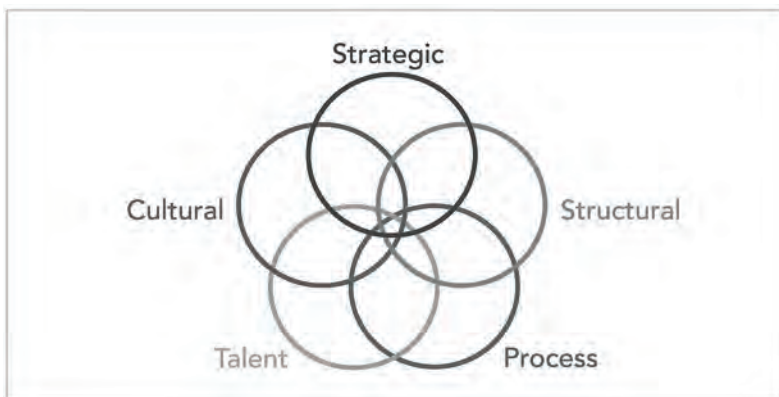 Strategic
Cultural
Structural
Talent
Process